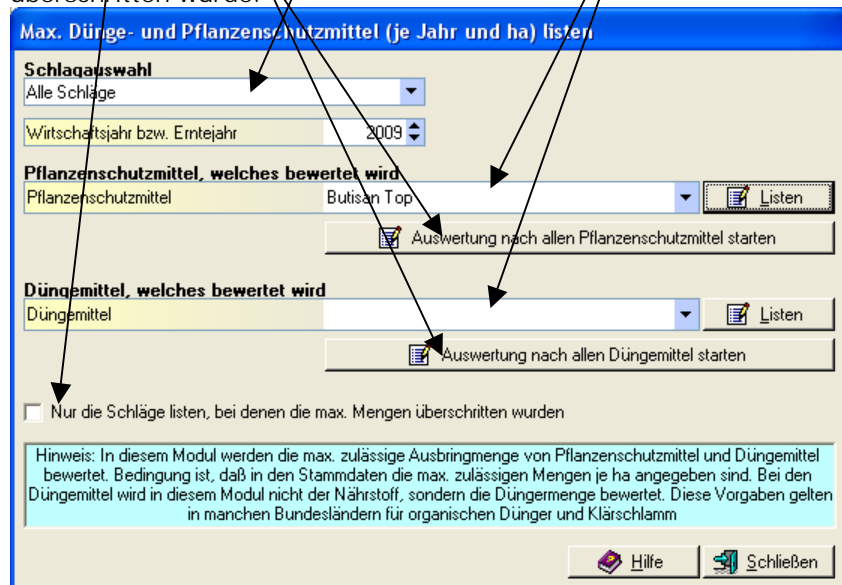 überschritten wurden
Max. Dünge- und Pflanzenschutzmittel (je Jahr und ha) listen
Schlagauswahl
Alle Schläge
Wirtschaftsjahr bzw. Erntejahr 2009
Pflanzenschutzmittel, welches bewertet wird
Pflanzenschutzmittel Butisan Top Listen
Auswertung nach allen Pflanzenschutzmittel starten
Düngemittel, welches bewertet wird
Düngemittel Listen
Auswertung nach allen Düngemittel starten
Nur die Schläge listen, bei denen die max. Mengen überschritten wurden
Hinweis: In diesem Modul werden die max. zulässige Ausbringmenge von Pflanzenschutzmittel und Düngemittel
bewertet. Bedingung ist, daß in den Stammdaten die max. zulässigen Mengen je ha angegeben sind. Bei den
Düngemittel wird in diesem Modul nicht der Nährstoff, sondern die Düngermenge bewertet. Diese Vorgaben gelten
in manchen Bundesländern für organischen Dünger und Klärschlamm
Hilfe Schließen